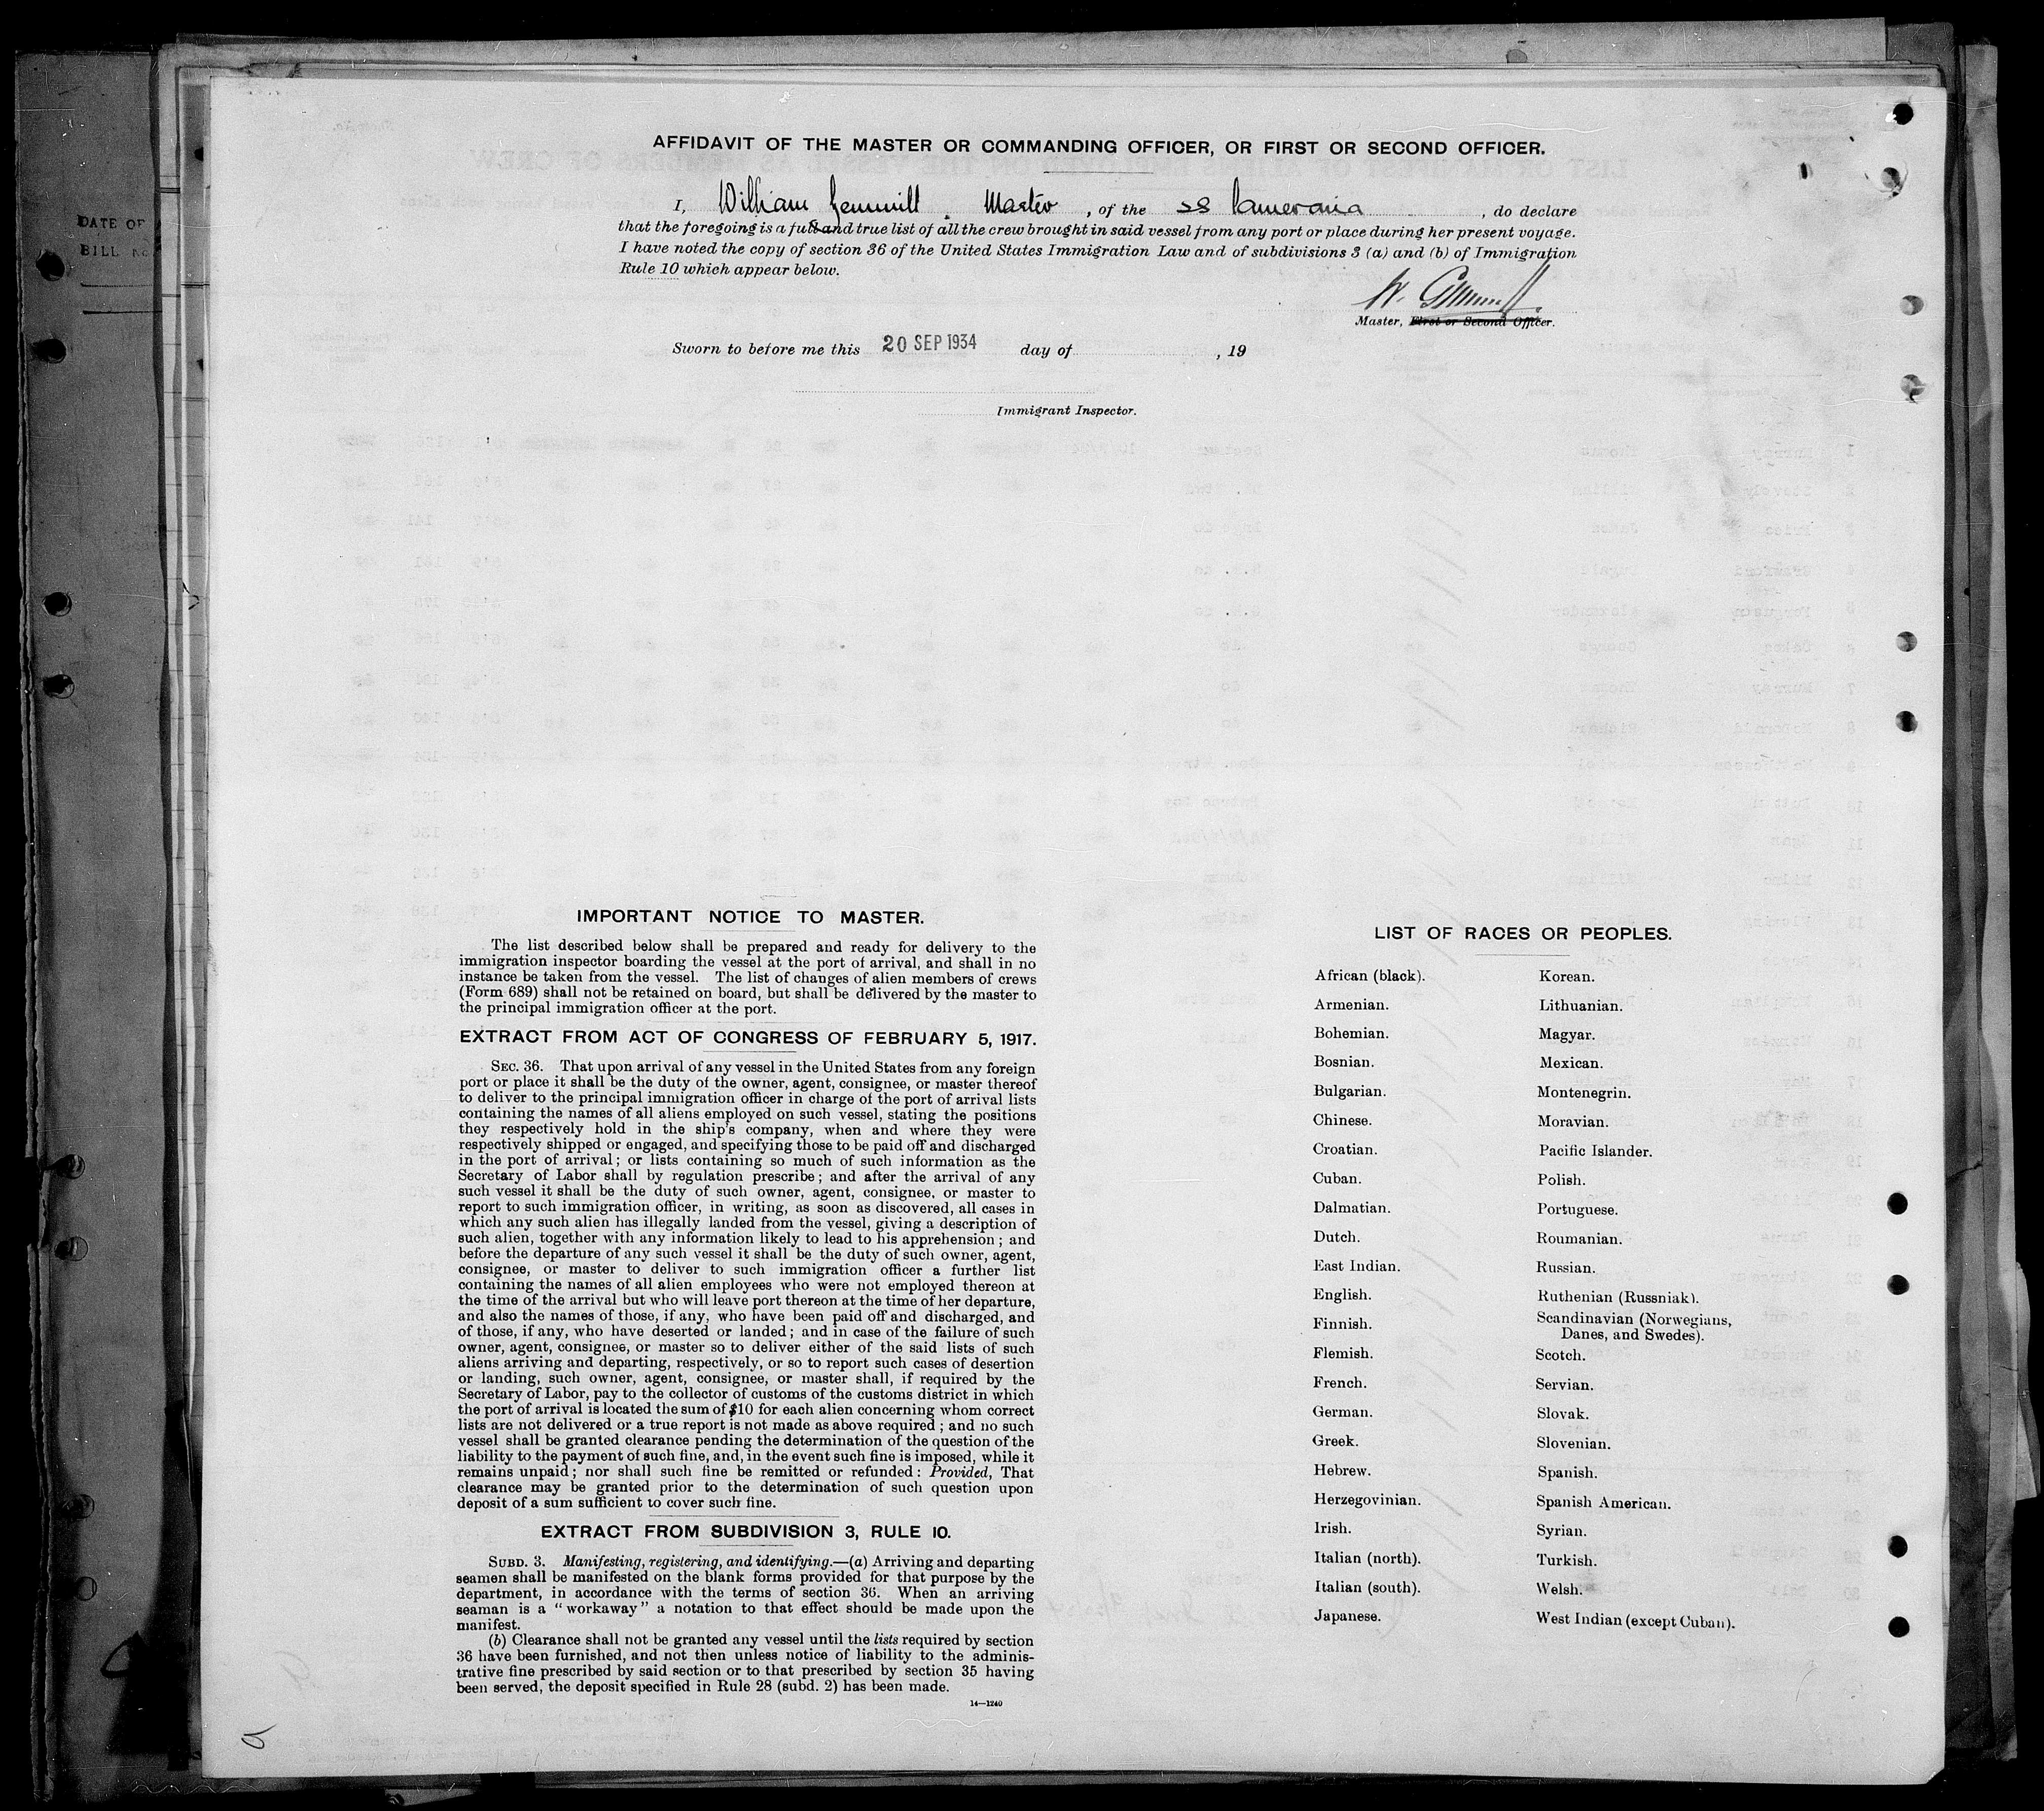 DATE OF
BILL NO
AFFIDAVIT OF THE MASTER OR COMMANDING OFFICER, OR FIRST OR SECOND OFFICER.
I, William Gemmill, Master, of the SS Cameronia, do declare
that the foregoing is a full and true list of all the crew brought in said vessel from any port or place during her present voyage.
I have noted the copy of section 36 of the United States Immigration Law and of subdivisions 3 (a) and (b) of Immigration
Rule 10 which appear below.
W. Gemmill
Master, First or Second Officer.
Sworn to before me this 20 SEP 1934 day of , 19
Immigrant Inspector.
IMPORTANT NOTICE TO MASTER.
The list described below shall be prepared and ready for delivery to the
immigration inspector boarding the vessel at the port of arrival, and shall in no
instance be taken from the vessel. The list of changes of alien members of crews
(Form 689) shall not be retained on board, but shall be delivered by the master to
the principal immigration officer at the port.
EXTRACT FROM ACT OF CONGRESS OF FEBRUARY 5, 1917.
SEC. 36. That upon arrival of any vessel in the United States from any foreign
port or place it shall be the duty of the owner, agent, consignee, or master thereof
to deliver to the principal immigration officer in charge of the port of arrival lists
containing the names of all aliens employed on such vessel, stating the positions
they respectively hold in the ship's company, when and where they were
respectively shipped or engaged, and specifying those to be paid off and discharged
in the port of arrival; or lists containing so much of such information as the
Secretary of Labor shall by regulation prescribe; and after the arrival of any
such vessel it shall be the duty of such owner, agent, consignee, or master to
report to such immigration officer, in writing, as soon as discovered, all cases in
which any such alien has illegally landed from the vessel, giving a description of
such alien, together with any information likely to lead to his apprehension; and
before the departure of any such vessel it shall be the duty of such owner, agent,
consignee, or master to deliver to such immigration officer a further list
containing the names of all alien employees who were not employed thereon at
the time of the arrival but who will leave port thereon at the time of her departure,
and also the names of those, if any, who have been paid off and discharged, and
of those, if any, who have deserted or landed; and in case of the failure of such
owner, agent, consignee, or master so to deliver either of the said lists of such
aliens arriving and departing, respectively, or so to report such cases of desertion
or landing, such owner, agent, consignee, or master shall, if required by the
Secretary of Labor, pay to the collector of customs of the customs district in which
the port of arrival is located the sum of $10 for each alien concerning whom correct
lists are not delivered or a true report is not made as above required; and no such
vessel shall be granted clearance pending the determination of the question of the
liability to the payment of such fine, and, in the event such fine is imposed, while it
remains unpaid; nor shall such fine be remitted or refunded: Provided, That
clearance may be granted prior to the determination of such question upon
deposit of a sum sufficient to cover such fine.
EXTRACT FROM SUBDIVISION 3, RULE 10.
SUBD. 3. Manifesting, registering, and identifying.—(a) Arriving and departing
seamen shall be manifested on the blank forms provided for that purpose by the
department, in accordance with the terms of section 36. When an arriving
seaman is a "workaway" a notation to that effect should be made upon the
manifest.
(b) Clearance shall not be granted any vessel until the lists required by section
36 have been furnished, and not then unless notice of liability to the adminis-
trative fine prescribed by said section or to that prescribed by section 35 having
been served, the deposit specified in Rule 28 (subd. 2) has been made.
14—1240
LIST OF RACES OR PEOPLES.
African (black).
Armenian.
Bohemian.
Bosnian.
Bulgarian.
Chinese.
Croatian.
Cuban.
Dalmatian.
Dutch.
East Indian.
English.
Finnish.
Flemish.
French.
German.
Greek.
Hebrew.
Herzegovinian.
Irish.
Italian (north).
Italian (south).
Japanese.
Korean.
Lithuanian.
Magyar.
Mexican.
Montenegrin.
Moravian.
Pacific Islander.
Polish.
Portuguese.
Roumanian.
Russian.
Ruthenian (Russniak).
Scandinavian (Norwegians,
Danes, and Swedes).
Scotch.
Servian.
Slovak.
Slovenian.
Spanish.
Spanish American.
Syrian.
Turkish.
Welsh.
West Indian (except Cuban).